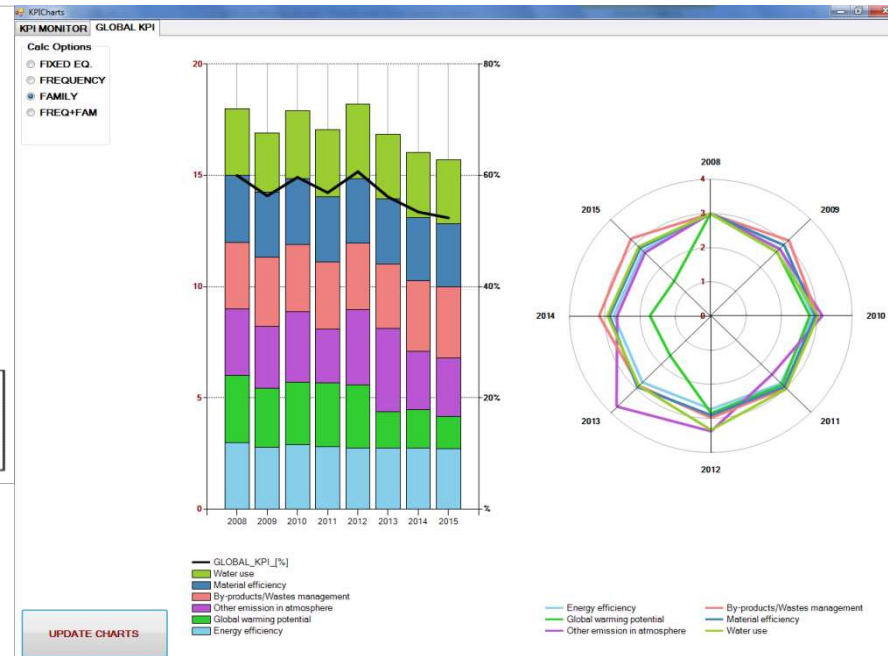 KPICharts
KPI MONITOR GLOBAL KPI
Calc Options
FIXED EQ.
FREQUENCY
FAMILY
FREQ+FAM
20 80%
15 60%
10 40%
5 20%
0 %
2008 2009 2010 2011 2012 2013 2014 2015
GLOBAL_KPI_[%]
Water use
Material efficiency
By-products/Wastes management
Other emission in atmosphere
Global warming potential
Energy efficiency
2008
4
2015 2009
3
2
1
2014 0 2010
2013 2011
2012
Energy efficiency By-products/Wastes management
Global warming potential Material efficiency
Other emission in atmosphere Water use
UPDATE CHARTS